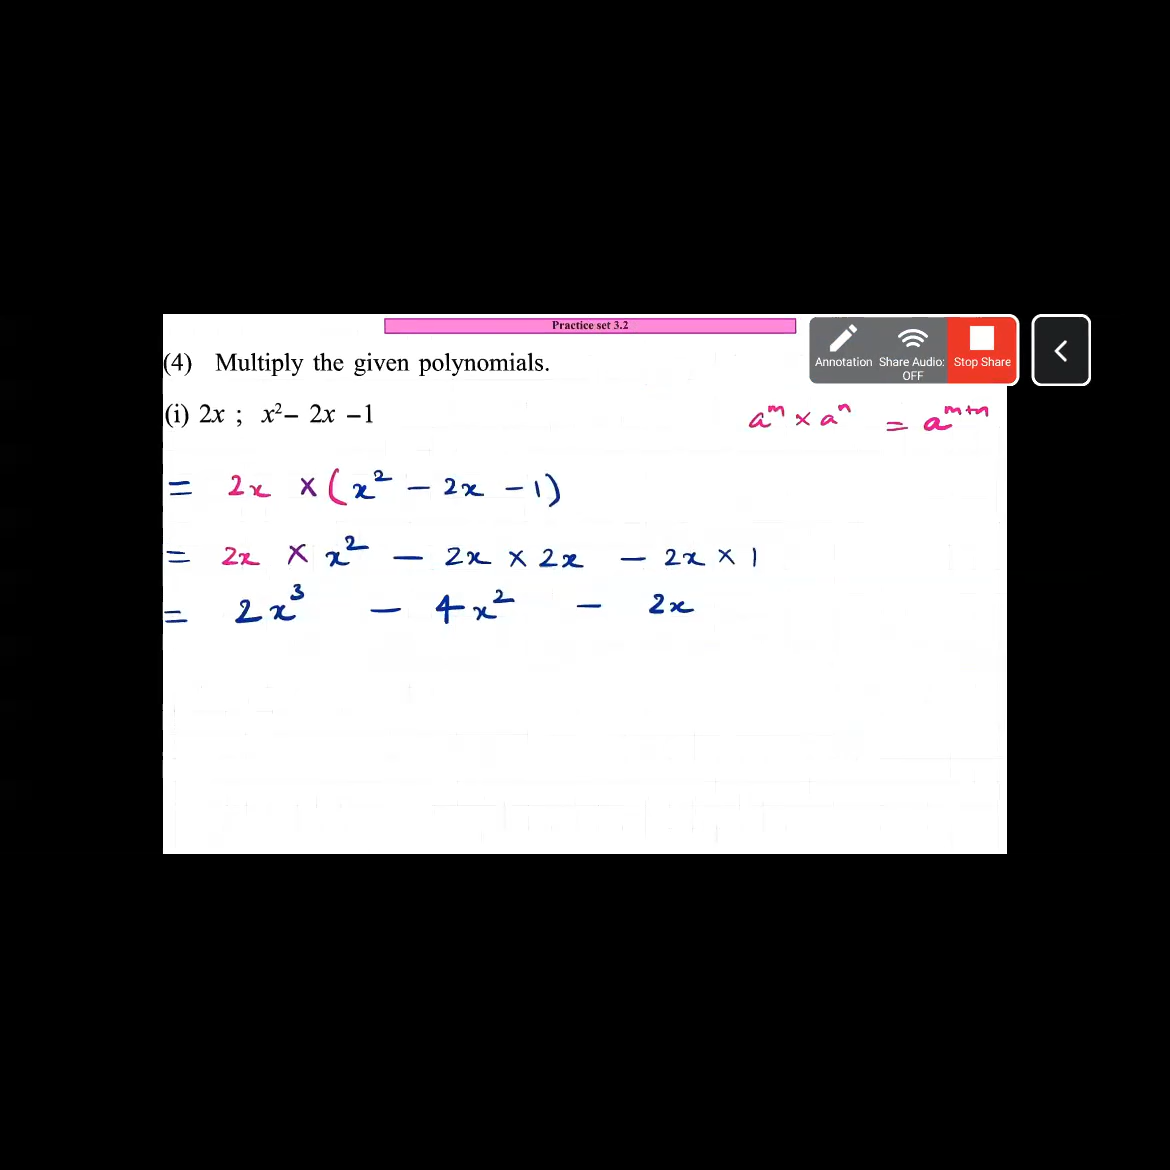 Practice set 3.2
Annotation
Share Audio: OFF
Stop Share
(4) Multiply the given polynomials.
(i) 2x ; x² – 2x – 1
aᵐ × aⁿ = aᵐ⁺ⁿ
= 2x × (x² – 2x – 1)
= 2x × x² – 2x × 2x – 2x × 1
= 2x³ – 4x² – 2x